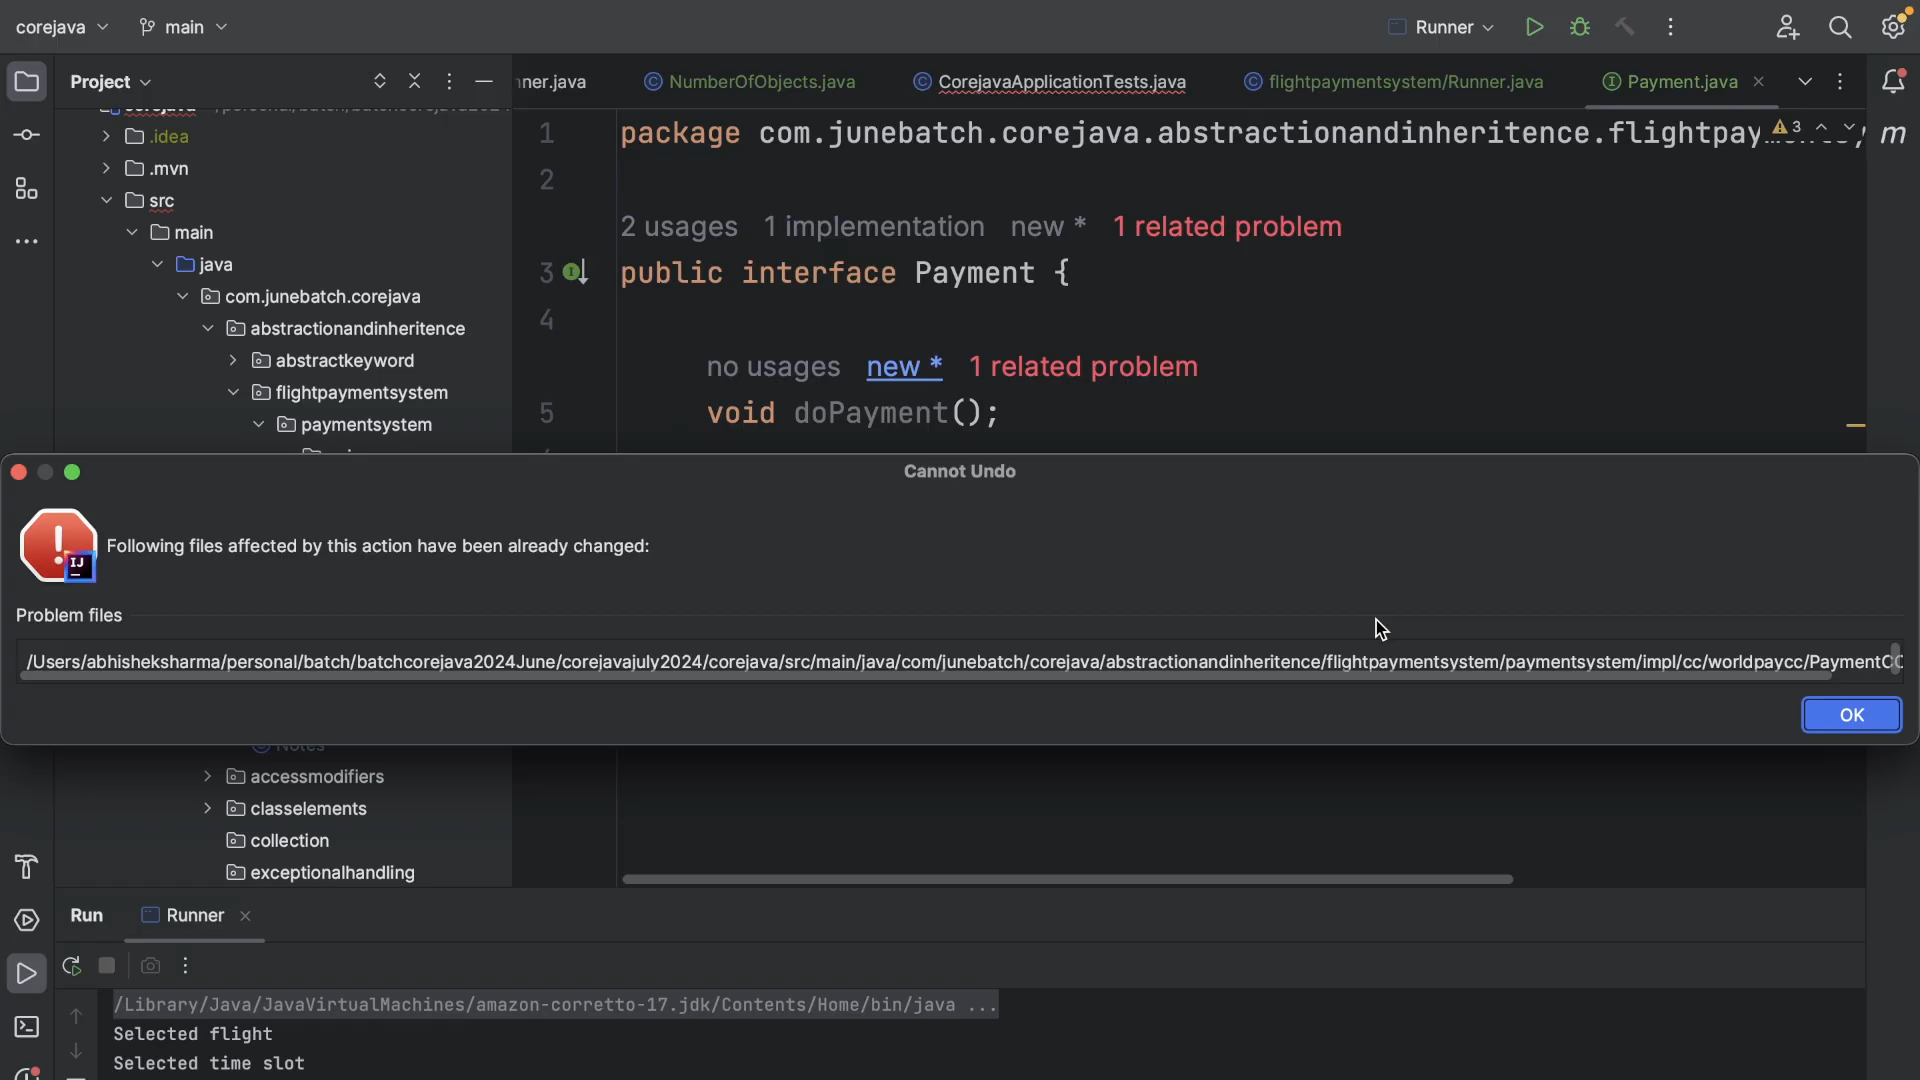 corejava
main
Runner
Project
ner.java
NumberOfObjects.java
CorejavaApplicationTests.java
flightpaymentsystem/Runner.java
Payment.java
.idea
.mvn
src
main
java
com.junebatch.corejava
abstractionandinheritence
abstractkeyword
flightpaymentsystem
paymentsystem
1 package com.junebatch.corejava.abstractionandinheritence.flightpay
3
2
2 usages 1 implementation new * 1 related problem
3 public interface Payment {
4
no usages new * 1 related problem
5 void doPayment();
Cannot Undo
Following files affected by this action have been already changed:
Problem files
/Users/abhisheksharma/personal/batch/batchcorejava2024June/corejavajuly2024/corejava/src/main/java/com/junebatch/corejava/abstractionandinheritence/flightpaymentsystem/paymentsystem/impl/cc/worldpaycc/PaymentCC
OK
Notes
accessmodifiers
classelements
collection
exceptionalhandling
Run
Runner
/Library/Java/JavaVirtualMachines/amazon-corretto-17.jdk/Contents/Home/bin/java ...
Selected flight
Selected time slot